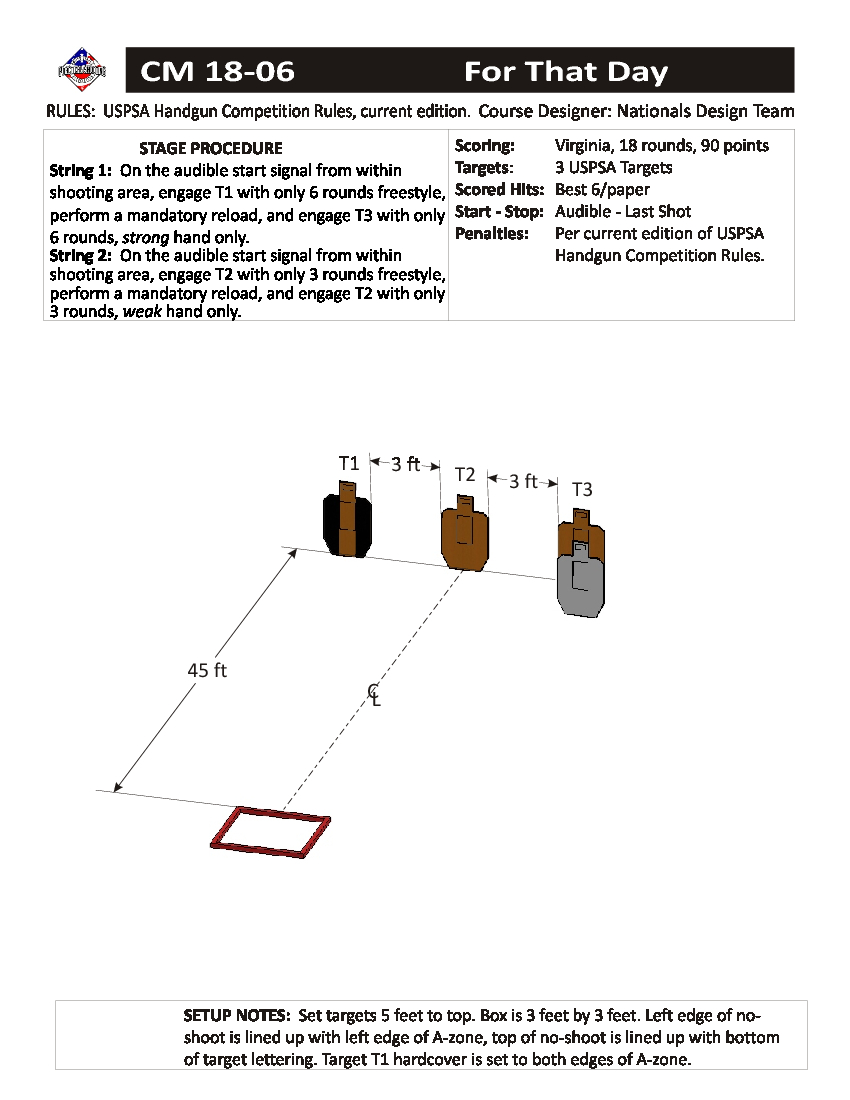 CM 18-06 For That Day
RULES: USPSA Handgun Competition Rules, current edition. Course Designer: Nationals Design Team
STAGE PROCEDURE
String 1: On the audible start signal from within
shooting area, engage T1 with only 6 rounds freestyle,
perform a mandatory reload, and engage T3 with only
6 rounds, strong hand only.
String 2: On the audible start signal from within
shooting area, engage T2 with only 3 rounds freestyle,
perform a mandatory reload, and engage T2 with only
3 rounds, weak hand only.
Scoring: Virginia, 18 rounds, 90 points
Targets: 3 USPSA Targets
Scored Hits: Best 6/paper
Start - Stop: Audible - Last Shot
Penalties: Per current edition of USPSA
Handgun Competition Rules.
T1 3 ft T2 3 ft T3
45 ft
CL
SETUP NOTES: Set targets 5 feet to top. Box is 3 feet by 3 feet. Left edge of no-
shoot is lined up with left edge of A-zone, top of no-shoot is lined up with bottom
of target lettering. Target T1 hardcover is set to both edges of A-zone.